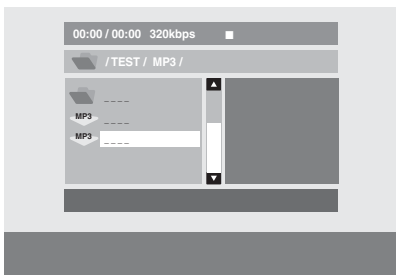 00:00 / 00:00 320kbps
/ TEST / MP3 /
_ _ _ _
MP3 _ _ _ _
MP3 _ _ _ _